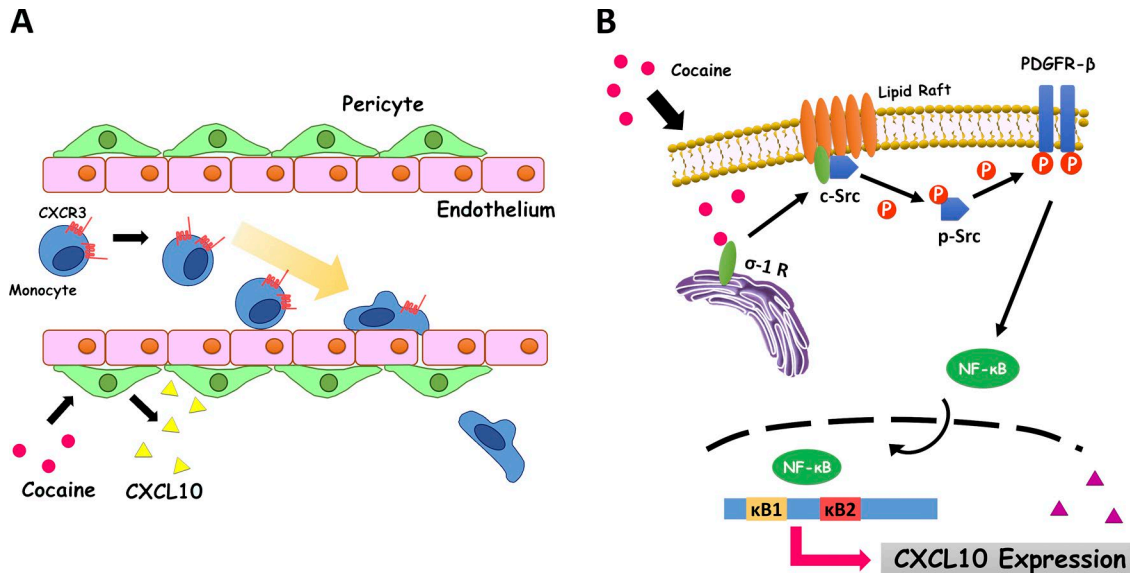 A
Pericyte
Endothelium
CXCR3
Monocyte
Cocaine
CXCL10
B
Cocaine
Lipid Raft
PDGFR-β
c-Src
P
P
p-Src
P
P
P
σ-1 R
NF-κB
NF-κB
κB1
κB2
CXCL10 Expression